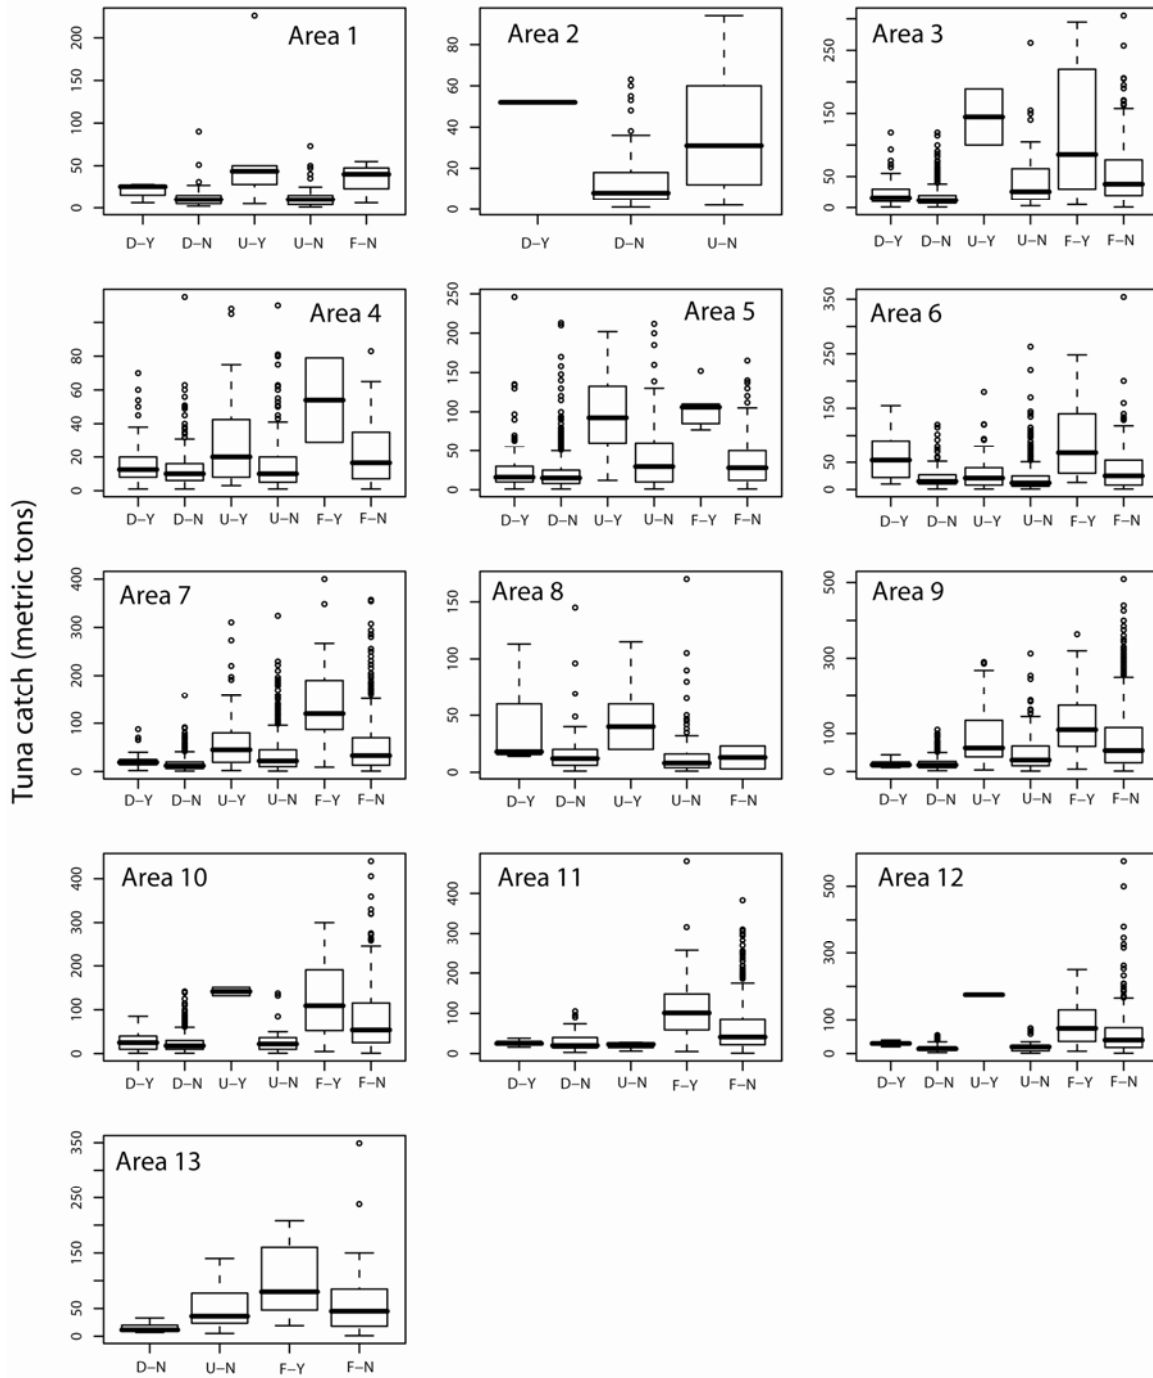 Tuna catch (metric tons)
Area 1
200
150
100
50
0
D–Y D–N U–Y U–N F–N
Area 2
80
60
40
20
0
D–Y D–N U–N
Area 3
250
150
50
0
D–Y D–N U–Y U–N F–Y F–N
Area 4
80
60
40
20
0
D–Y D–N U–Y U–N F–Y F–N
Area 5
250
200
150
100
50
0
D–Y D–N U–Y U–N F–Y F–N
Area 6
350
250
150
50
0
D–Y D–N U–Y U–N F–Y F–N
Area 7
400
300
200
100
0
D–Y D–N U–Y U–N F–Y F–N
Area 8
150
100
50
0
D–Y D–N U–Y U–N F–N
Area 9
500
300
100
0
D–Y D–N U–Y U–N F–Y F–N
Area 10
400
300
200
100
0
D–Y D–N U–Y U–N F–Y F–N
Area 11
400
300
200
100
0
D–Y D–N U–N F–Y F–N
Area 12
500
300
100
0
D–Y D–N U–Y U–N F–Y F–N
Area 13
350
250
150
50
0
D–N U–N F–Y F–N